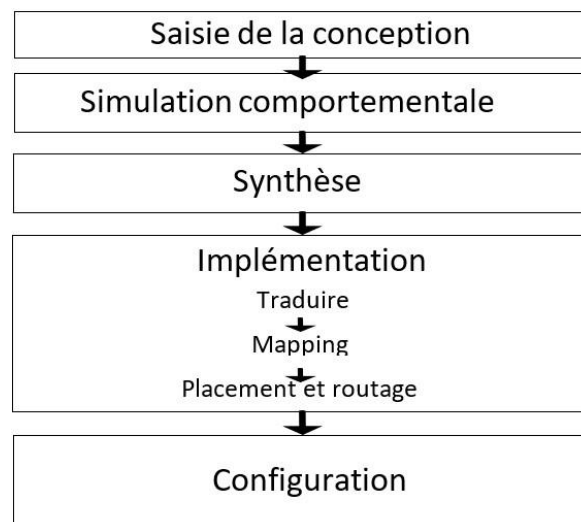 Saisie de la conception
Simulation comportementale
Synthèse
Implémentation
Traduire
Mapping
Placement et routage
Configuration